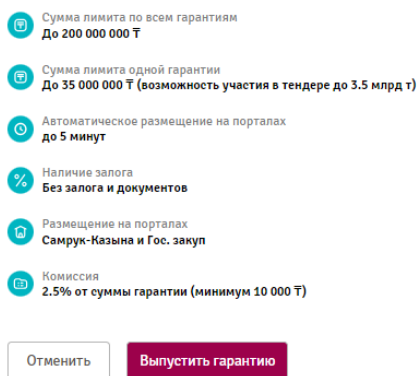 Сумма лимита по всем гарантиям
До 200 000 000 ₸
Сумма лимита одной гарантии
До 35 000 000 ₸ (возможность участия в тендере до 3.5 млрд т)
Автоматическое размещение на порталах
до 5 минут
Наличие залога
Без залога и документов
Размещение на порталах
Самрук-Казына и Гос. закуп
Комиссия
2.5% от суммы гарантии (минимум 10 000 ₸)
Отменить
Выпустить гарантию